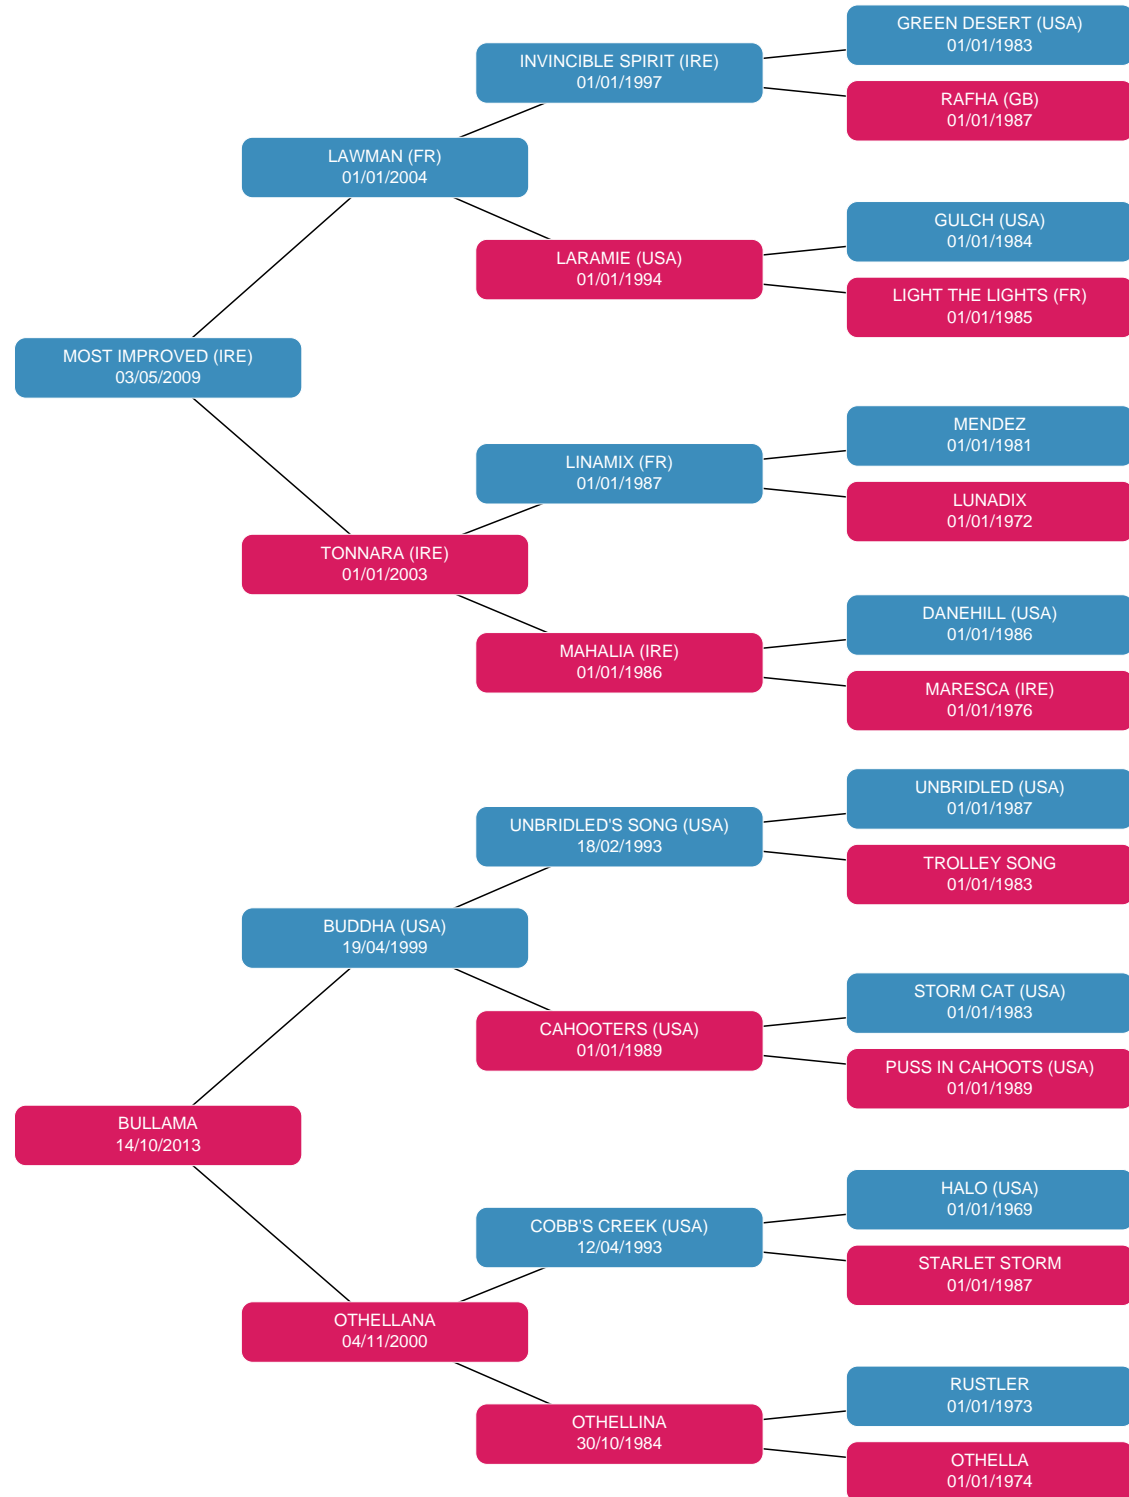 GREEN DESERT (USA)
01/01/1983
INVINCIBLE SPIRIT (IRE)
01/01/1997
RAFHA (GB)
01/01/1987
LAWMAN (FR)
01/01/2004
GULCH (USA)
01/01/1984
LARAMIE (USA)
01/01/1994
LIGHT THE LIGHTS (FR)
01/01/1985
MOST IMPROVED (IRE)
03/05/2009
MENDEZ
01/01/1981
LINAMIX (FR)
01/01/1987
LUNADIX
01/01/1972
TONNARA (IRE)
01/01/2003
DANEHILL (USA)
01/01/1986
MAHALIA (IRE)
01/01/1986
MARESCA (IRE)
01/01/1976
UNBRIDLED (USA)
01/01/1987
UNBRIDLED'S SONG (USA)
18/02/1993
TROLLEY SONG
01/01/1983
BUDDHA (USA)
19/04/1999
STORM CAT (USA)
01/01/1983
CAHOOTERS (USA)
01/01/1989
PUSS IN CAHOOTS (USA)
01/01/1989
BULLAMA
14/10/2013
HALO (USA)
01/01/1969
COBB'S CREEK (USA)
12/04/1993
STARLET STORM
01/01/1987
OTHELLANA
04/11/2000
RUSTLER
01/01/1973
OTHELLINA
30/10/1984
OTHELLA
01/01/1974